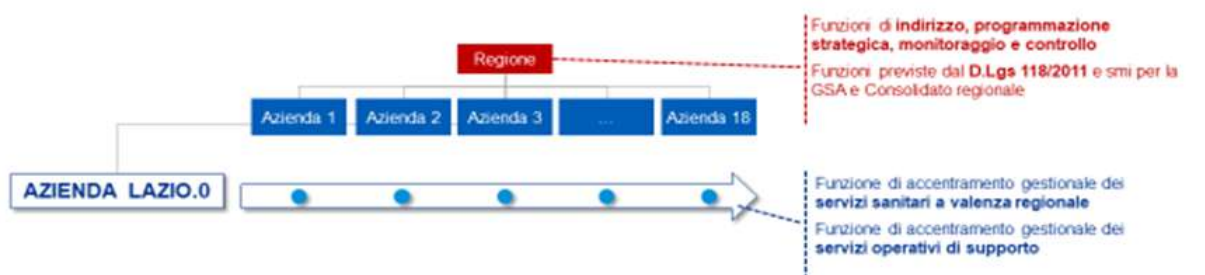 Funzioni di indirizzo, programmazione
strategica, monitoraggio e controllo
Funzioni previste dal D.Lgs 118/2011 e smi per la
GSA e Consolidato regionale
Regione
Azienda 1
Azienda 2
Azienda 3
...
Azienda 18
AZIENDA LAZIO.0
Funzione di accentramento gestionale dei
servizi sanitari a valenza regionale
Funzione di accentramento gestionale dei
servizi operativi di supporto